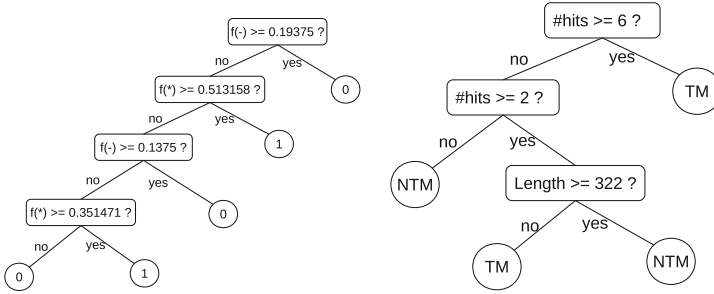 f(-) >= 0.19375 ?
no
yes
f(*) >= 0.513158 ?
0
no
yes
f(-) >= 0.1375 ?
1
no
yes
f(*) >= 0.351471 ?
0
no
yes
0
1
#hits >= 6 ?
no
yes
#hits >= 2 ?
TM
no
yes
NTM
Length >= 322 ?
no
yes
TM
NTM